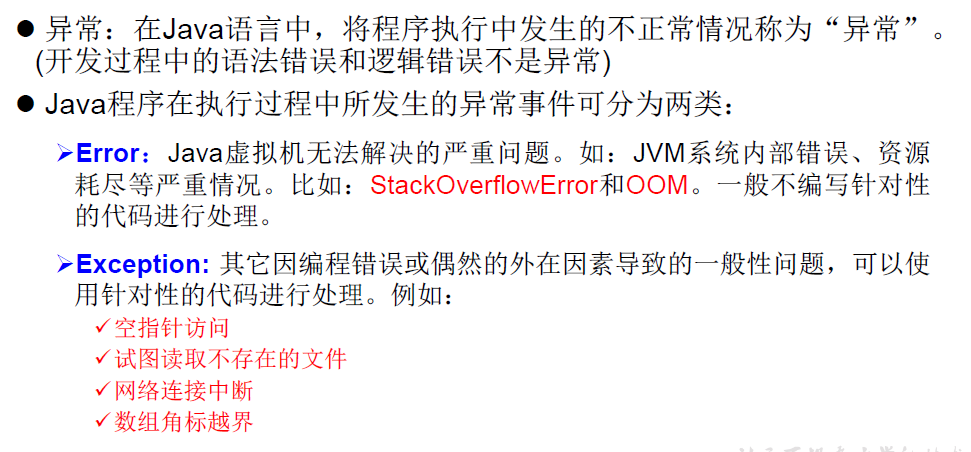 ● 异常：在Java语言中，将程序执行中发生的不正常情况称为“异常”。
(开发过程中的语法错误和逻辑错误不是异常)
● Java程序在执行过程中所发生的异常事件可分为两类：
➢Error：Java虚拟机无法解决的严重问题。如：JVM系统内部错误、资源
耗尽等严重情况。比如：StackOverflowError和OOM。一般不编写针对性
的代码进行处理。
➢Exception: 其它因编程错误或偶然的外在因素导致的一般性问题，可以使
用针对性的代码进行处理。例如：
✓空指针访问
✓试图读取不存在的文件
✓网络连接中断
✓数组角标越界